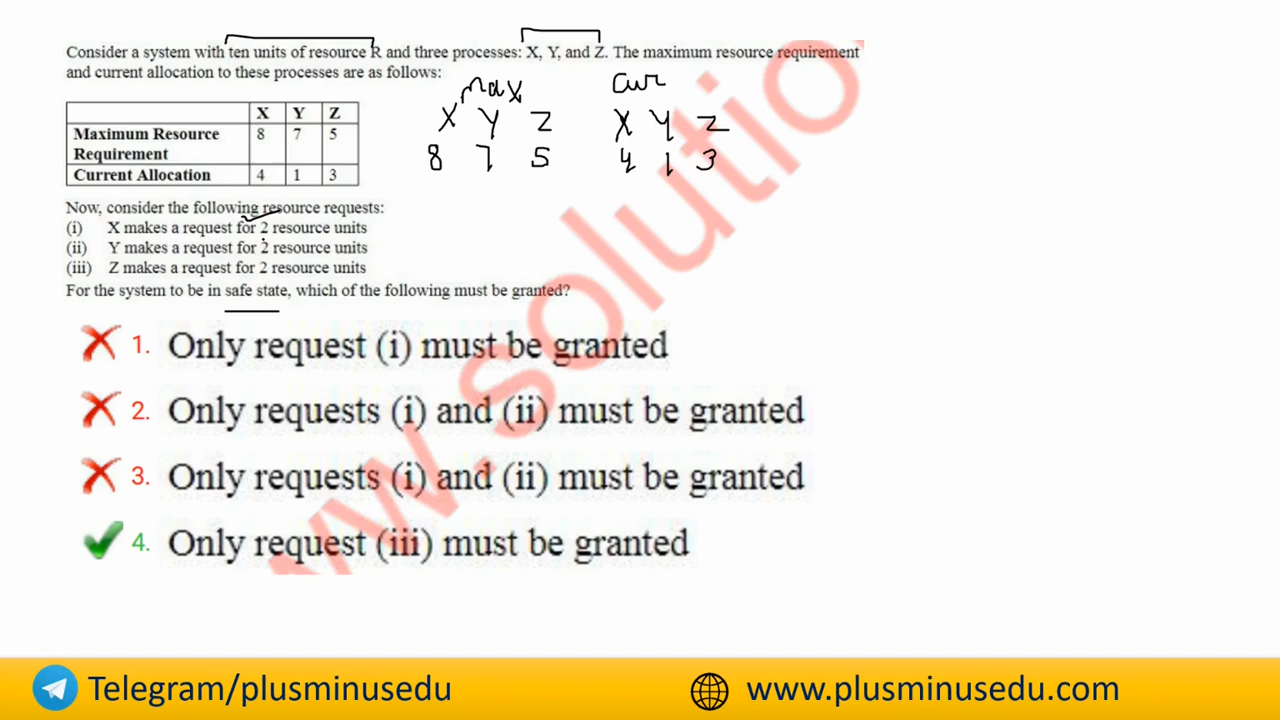 Consider a system with ten units of resource R and three processes: X, Y, and Z. The maximum resource requirement
and current allocation to these processes are as follows:
Max Cur
X Y Z
Maximum Resource Requirement 8 7 5
Current Allocation 4 1 3
X Y Z X Y Z
8 7 5 4 1 3
Now, consider the following resource requests:
(i) X makes a request for 2 resource units
(ii) Y makes a request for 2 resource units
(iii) Z makes a request for 2 resource units
For the system to be in safe state, which of the following must be granted?
1. Only request (i) must be granted
2. Only requests (i) and (ii) must be granted
3. Only requests (i) and (ii) must be granted
4. Only request (iii) must be granted
ww.solutio
Telegram/plusminusedu
www.plusminusedu.com